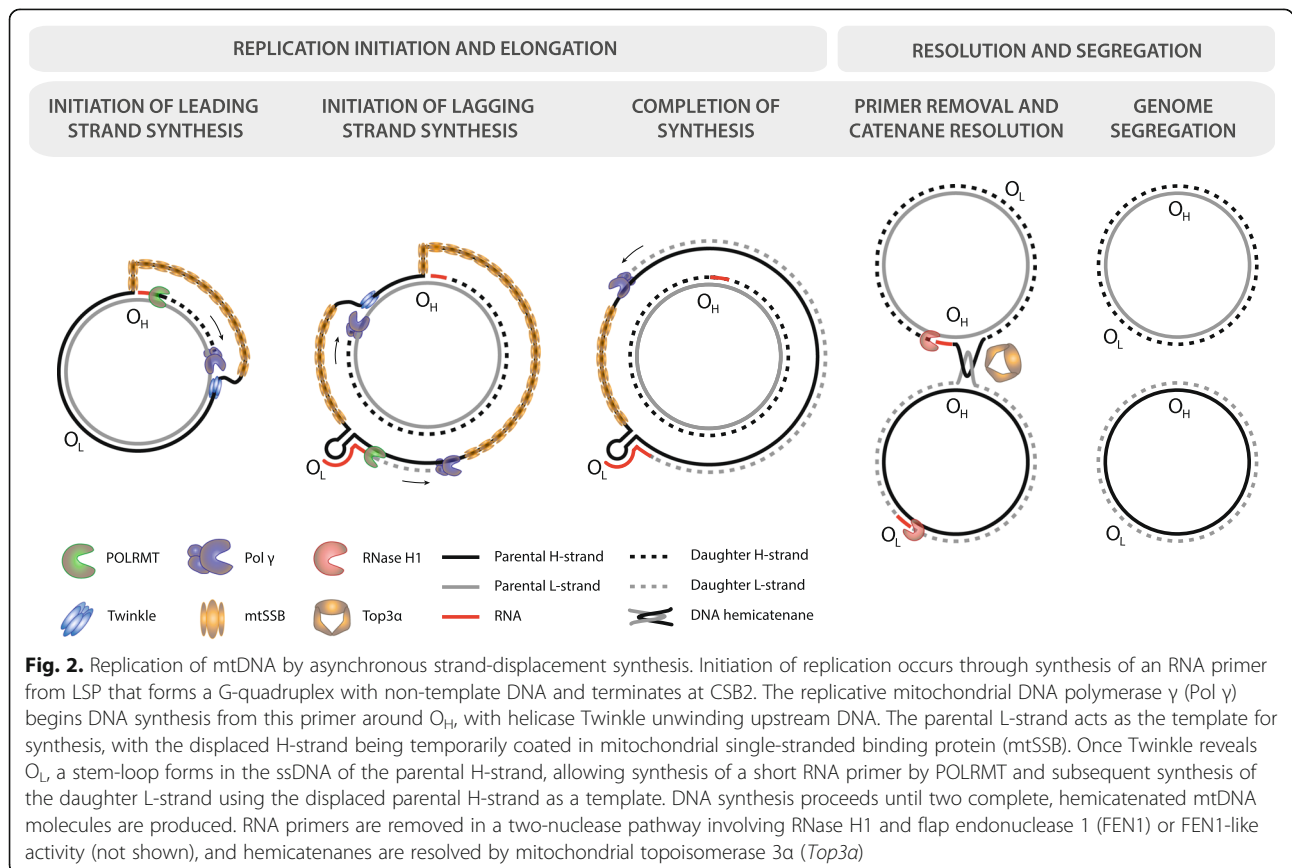 REPLICATION INITIATION AND ELONGATION
RESOLUTION AND SEGREGATION
INITIATION OF LEADING
STRAND SYNTHESIS
INITIATION OF LAGGING
STRAND SYNTHESIS
COMPLETION OF
SYNTHESIS
PRIMER REMOVAL AND
CATENANE RESOLUTION
GENOME
SEGREGATION
OH
OL
OH
OL
OH
OL
OL
OH
OH
OL
OH
OL
OH
OL
POLRMT
Pol γ
RNase H1
Parental H-strand
Daughter H-strand
Parental L-strand
Daughter L-strand
Twinkle
mtSSB
Top3α
RNA
DNA hemicatenane
Fig. 2. Replication of mtDNA by asynchronous strand-displacement synthesis. Initiation of replication occurs through synthesis of an RNA primer
from LSP that forms a G-quadruplex with non-template DNA and terminates at CSB2. The replicative mitochondrial DNA polymerase γ (Pol γ)
begins DNA synthesis from this primer around OH, with helicase Twinkle unwinding upstream DNA. The parental L-strand acts as the template for
synthesis, with the displaced H-strand being temporarily coated in mitochondrial single-stranded binding protein (mtSSB). Once Twinkle reveals
OL, a stem-loop forms in the ssDNA of the parental H-strand, allowing synthesis of a short RNA primer by POLRMT and subsequent synthesis of
the daughter L-strand using the displaced parental H-strand as a template. DNA synthesis proceeds until two complete, hemicatenated mtDNA
molecules are produced. RNA primers are removed in a two-nuclease pathway involving RNase H1 and flap endonuclease 1 (FEN1) or FEN1-like
activity (not shown), and hemicatenanes are resolved by mitochondrial topoisomerase 3α (Top3α)